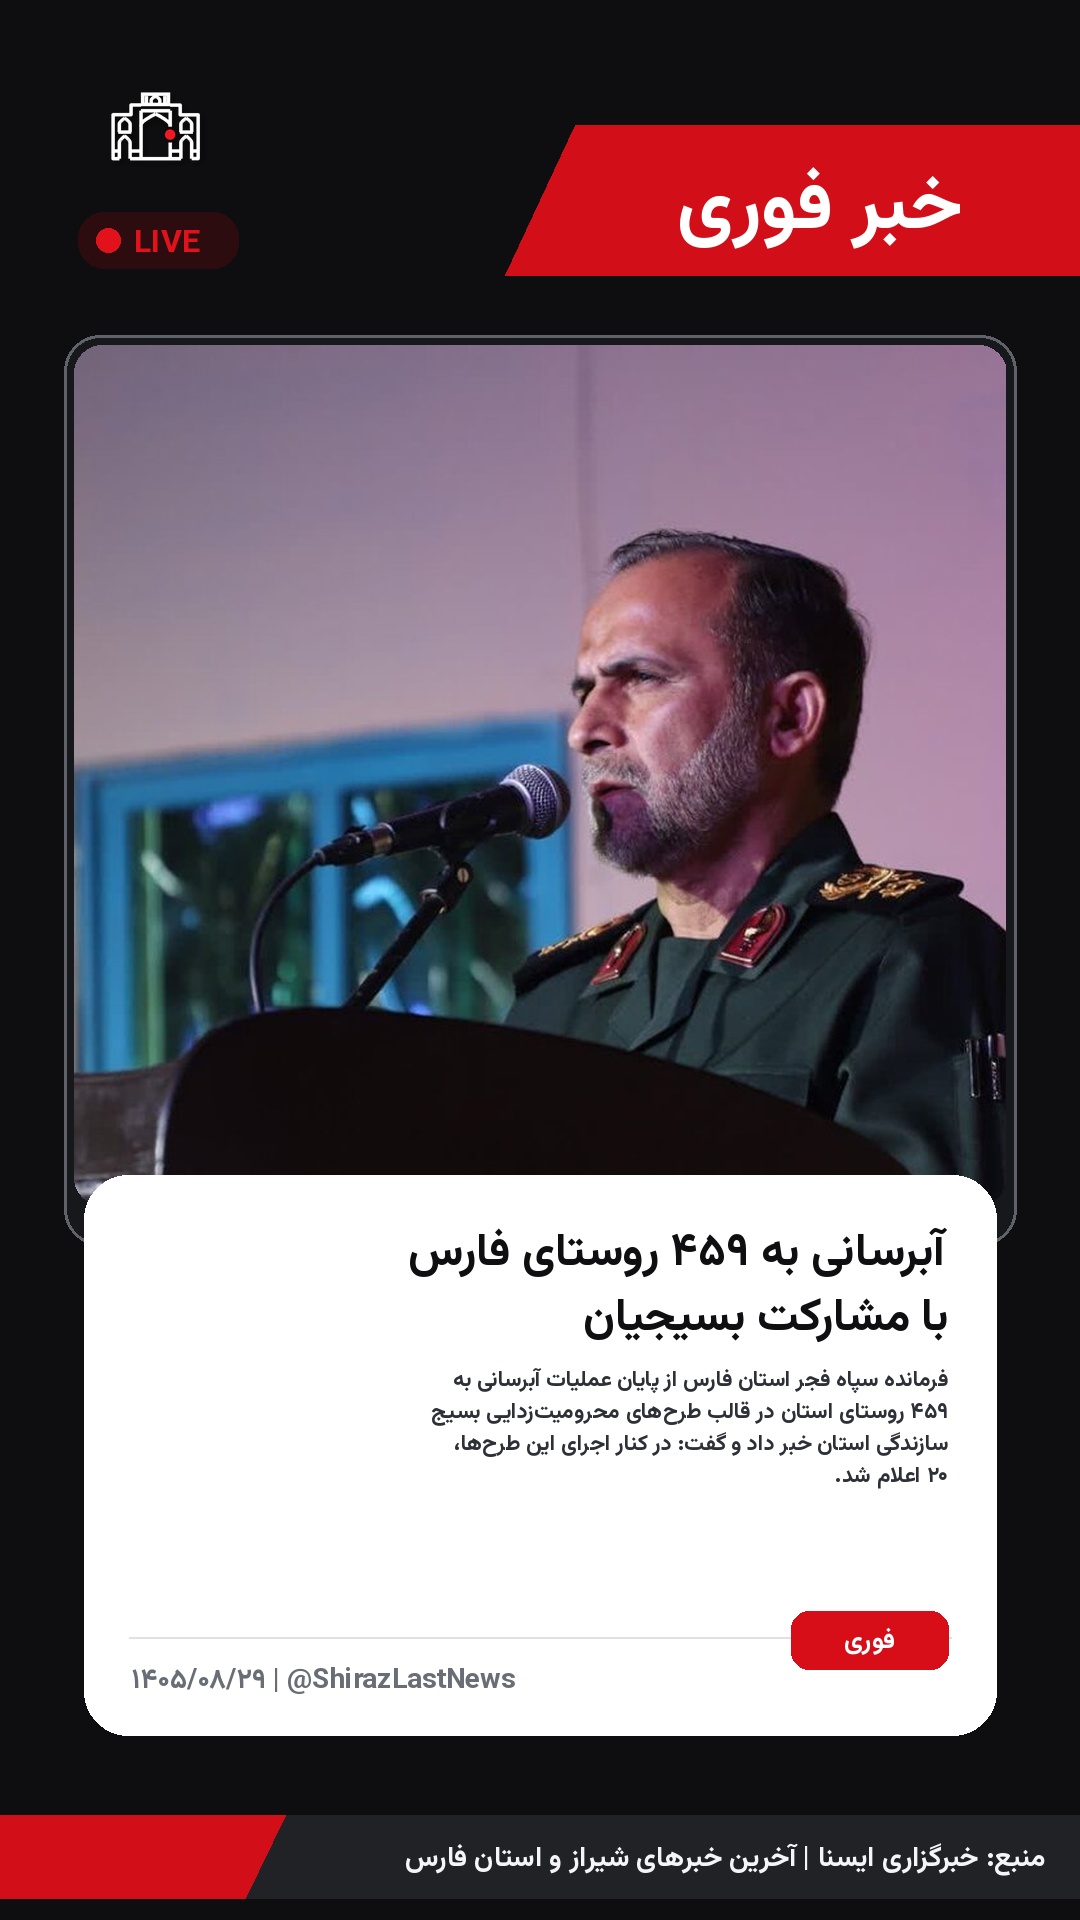 خبر فوری
LIVE
آبرسانی به ۴۵۹ روستای فارس
با مشارکت بسیجیان
فرمانده سپاه فجر استان فارس از پایان عملیات آبرسانی به
۴۵۹ روستای استان در قالب طرح‌های محرومیت‌زدایی بسیج
سازندگی استان خبر داد و گفت: در کنار اجرای این طرح‌ها،
۲۰ اعلام شد.
فوری
۱۴۰۵/۰۸/۲۹ | @ShirazLastNews
منبع: خبرگزاری ایسنا | آخرین خبرهای شیراز و استان فارس